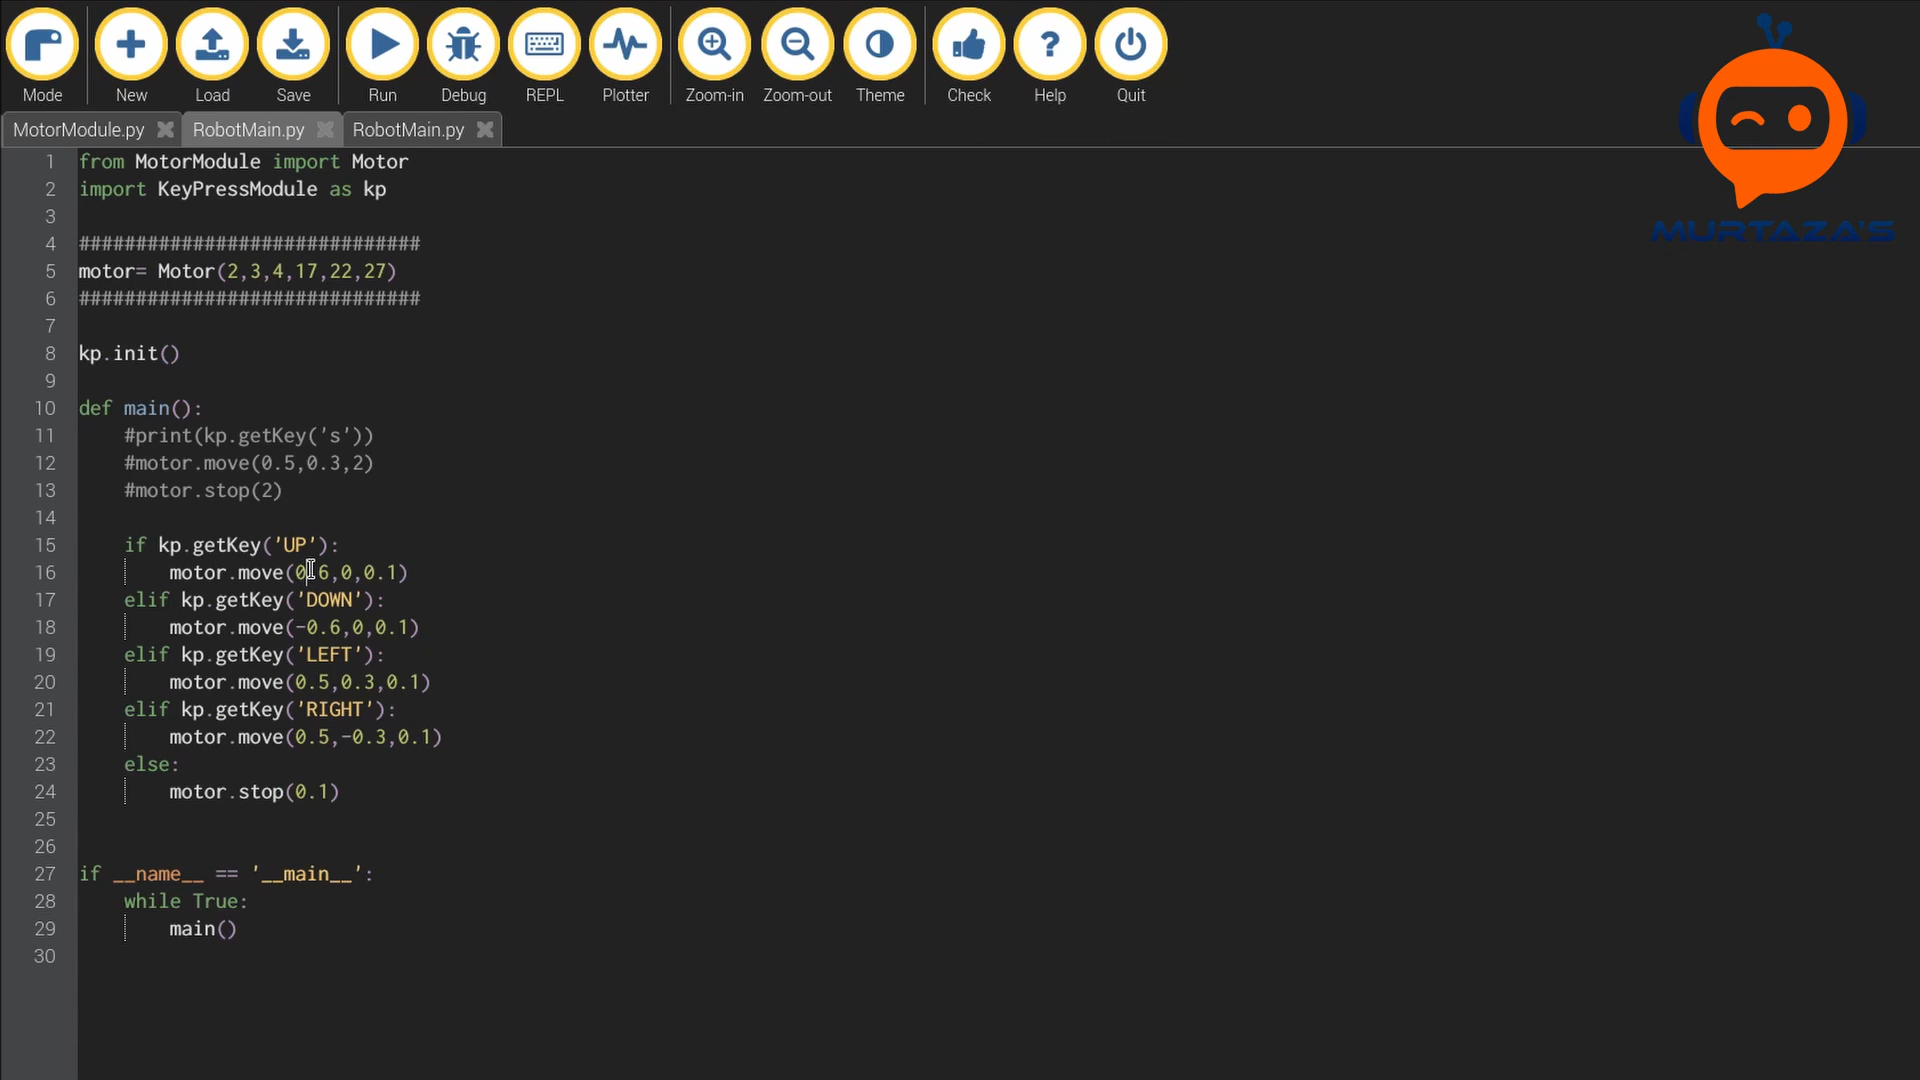 Mode New Load Save Run Debug REPL Plotter Zoom-in Zoom-out Theme Check Help Quit
MotorModule.py RobotMain.py RobotMain.py
MURTAZA'S
1 from MotorModule import Motor
2 import KeyPressModule as kp
3
4 ##############################
5 motor= Motor(2,3,4,17,22,27)
6 ##############################
7
8 kp.init()
9
10 def main():
11     #print(kp.getKey('s'))
12     #motor.move(0.5,0.3,2)
13     #motor.stop(2)
14
15     if kp.getKey('UP'):
16         motor.move(0.6,0,0.1)
17     elif kp.getKey('DOWN'):
18         motor.move(-0.6,0,0.1)
19     elif kp.getKey('LEFT'):
20         motor.move(0.5,0.3,0.1)
21     elif kp.getKey('RIGHT'):
22         motor.move(0.5,-0.3,0.1)
23     else:
24         motor.stop(0.1)
25
26
27 if __name__ == '__main__':
28     while True:
29         main()
30